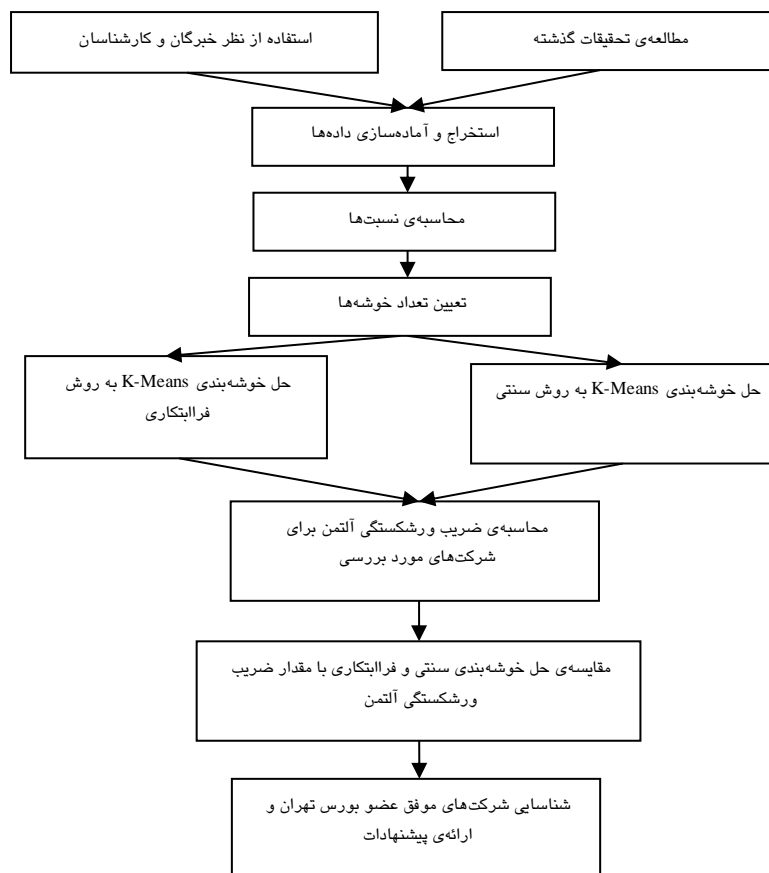 مطالعه‌ی تحقیقات گذشته
استفاده از نظر خبرگان و کارشناسان
استخراج و آماده‌سازی داده‌ها
محاسبه‌ی نسبت‌ها
تعیین تعداد خوشه‌ها
حل خوشه‌بندی K-Means به روش سنتی
حل خوشه‌بندی K-Means به روش
فراابتکاری
محاسبه‌ی ضریب ورشکستگی آلتمن برای
شرکت‌های مورد بررسی
مقایسه‌ی حل خوشه‌بندی سنتی و فراابتکاری با مقدار ضریب
ورشکستگی آلتمن
شناسایی شرکت‌های موفق عضو بورس تهران و
ارائه‌ی پیشنهادات